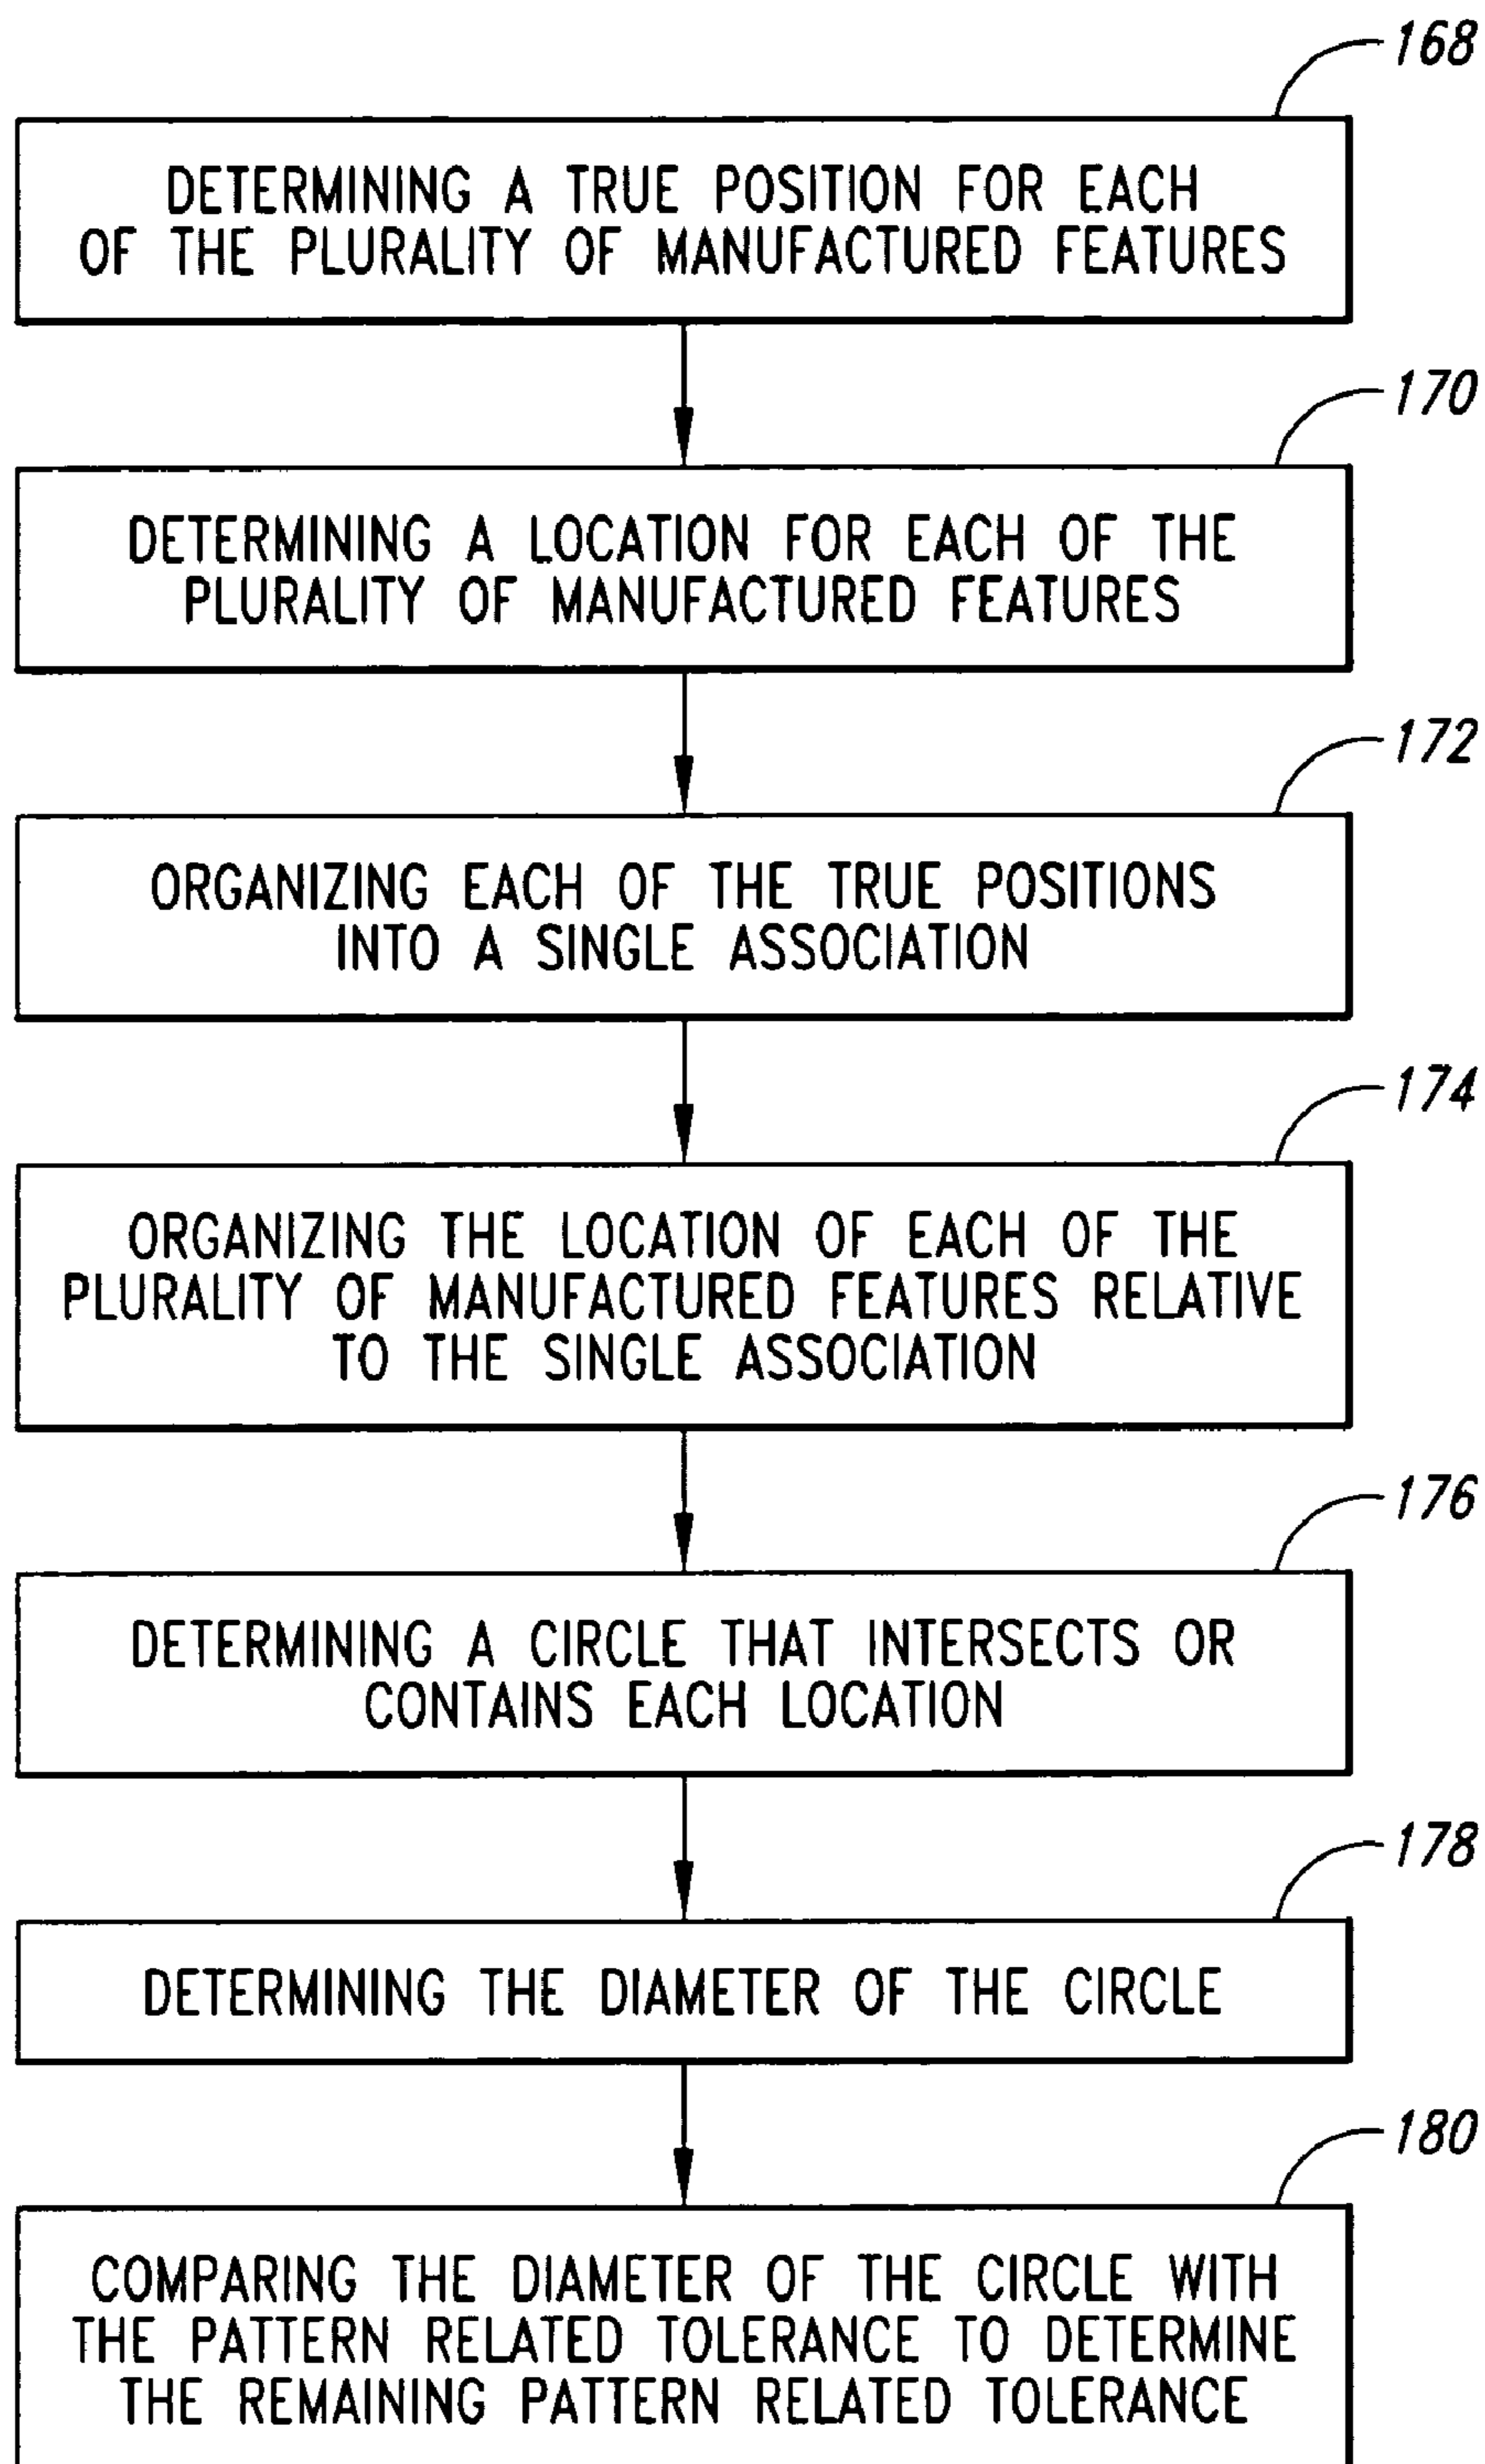 168
DETERMINING A TRUE POSITION FOR EACH
OF THE PLURALITY OF MANUFACTURED FEATURES
170
DETERMINING A LOCATION FOR EACH OF THE
PLURALITY OF MANUFACTURED FEATURES
172
ORGANIZING EACH OF THE TRUE POSITIONS
INTO A SINGLE ASSOCIATION
174
ORGANIZING THE LOCATION OF EACH OF THE
PLURALITY OF MANUFACTURED FEATURES RELATIVE
TO THE SINGLE ASSOCIATION
176
DETERMINING A CIRCLE THAT INTERSECTS OR
CONTAINS EACH LOCATION
178
DETERMINING THE DIAMETER OF THE CIRCLE
180
COMPARING THE DIAMETER OF THE CIRCLE WITH
THE PATTERN RELATED TOLERANCE TO DETERMINE
THE REMAINING PATTERN RELATED TOLERANCE